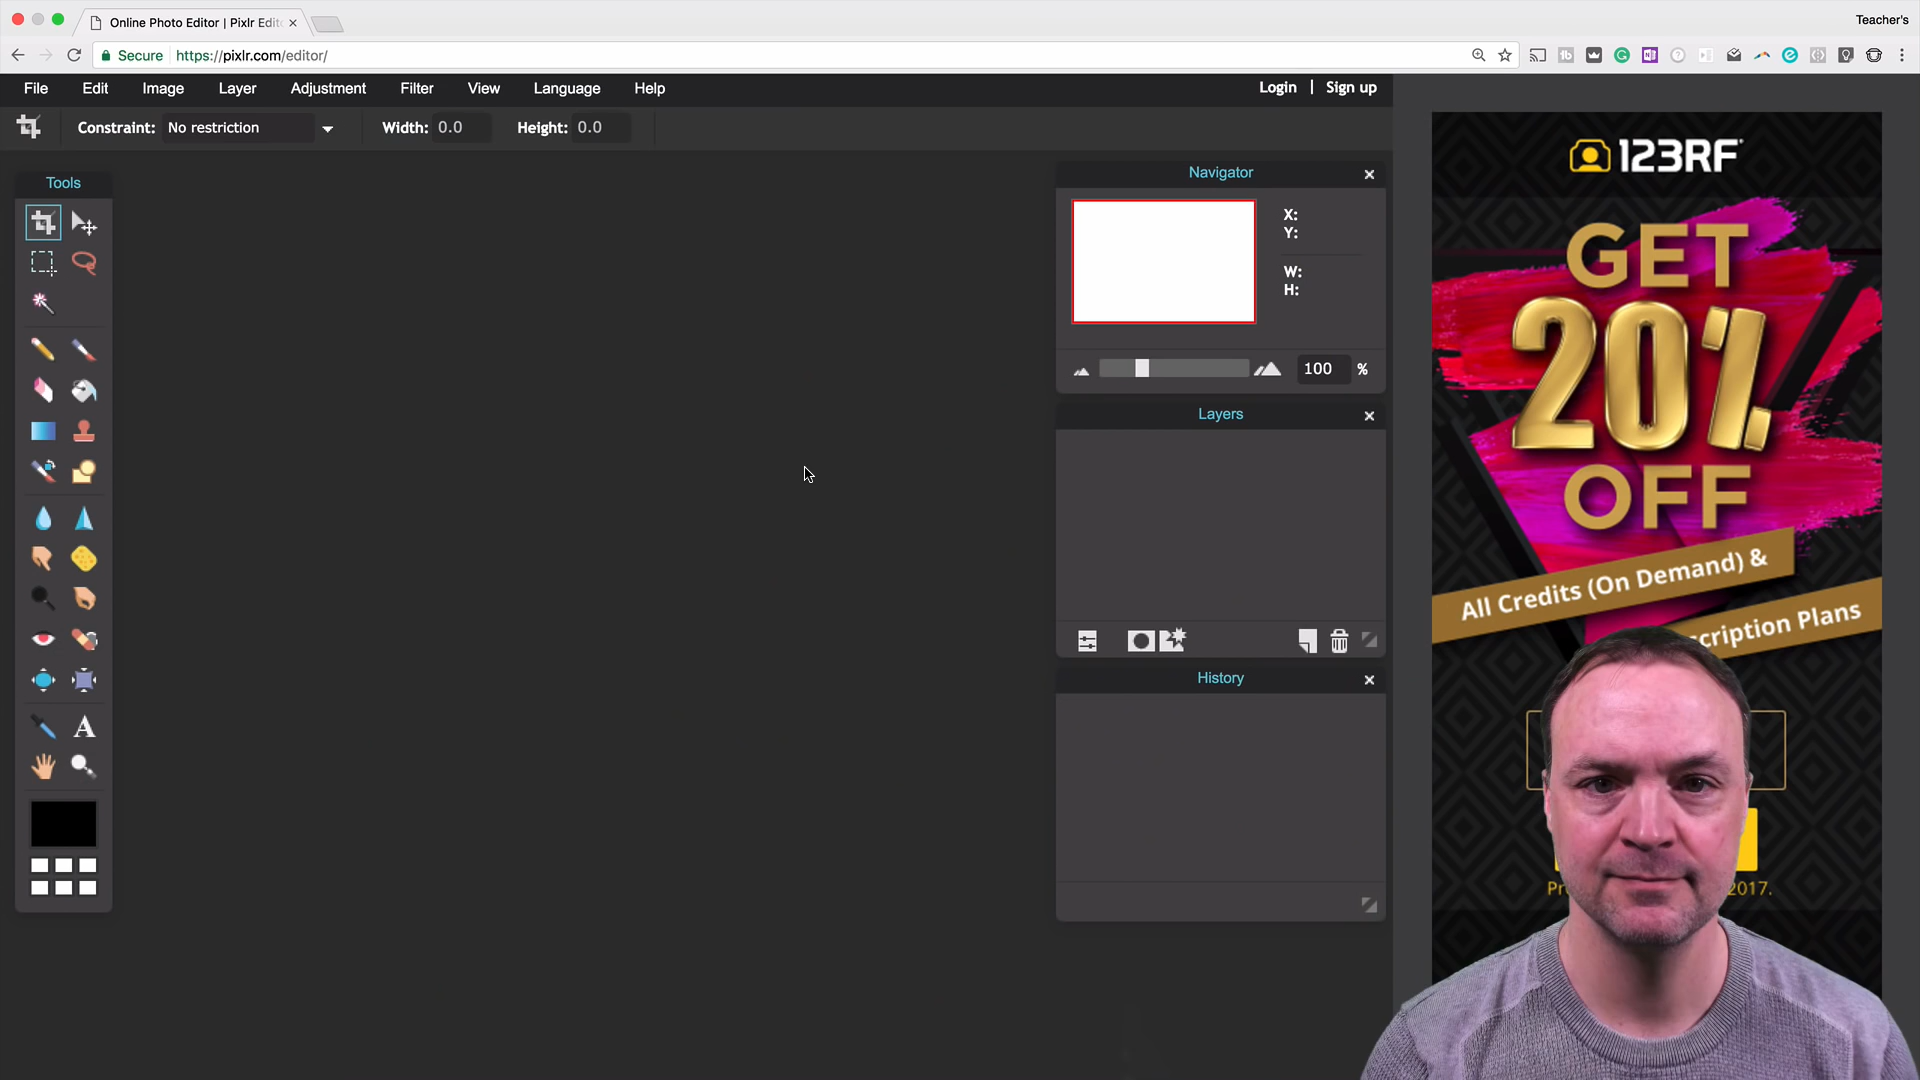 Online Photo Editor | Pixlr Edit
Teacher's
Secure https://pixlr.com/editor/
File Edit Image Layer Adjustment Filter View Language Help
Login | Sign up
Constraint: No restriction Width: 0.0 Height: 0.0
Tools
A
Navigator
X:
Y:
W:
H:
100 %
Layers
History
123RF
GET
20%
OFF
All Credits (On Demand) &
scription Plans
2017.